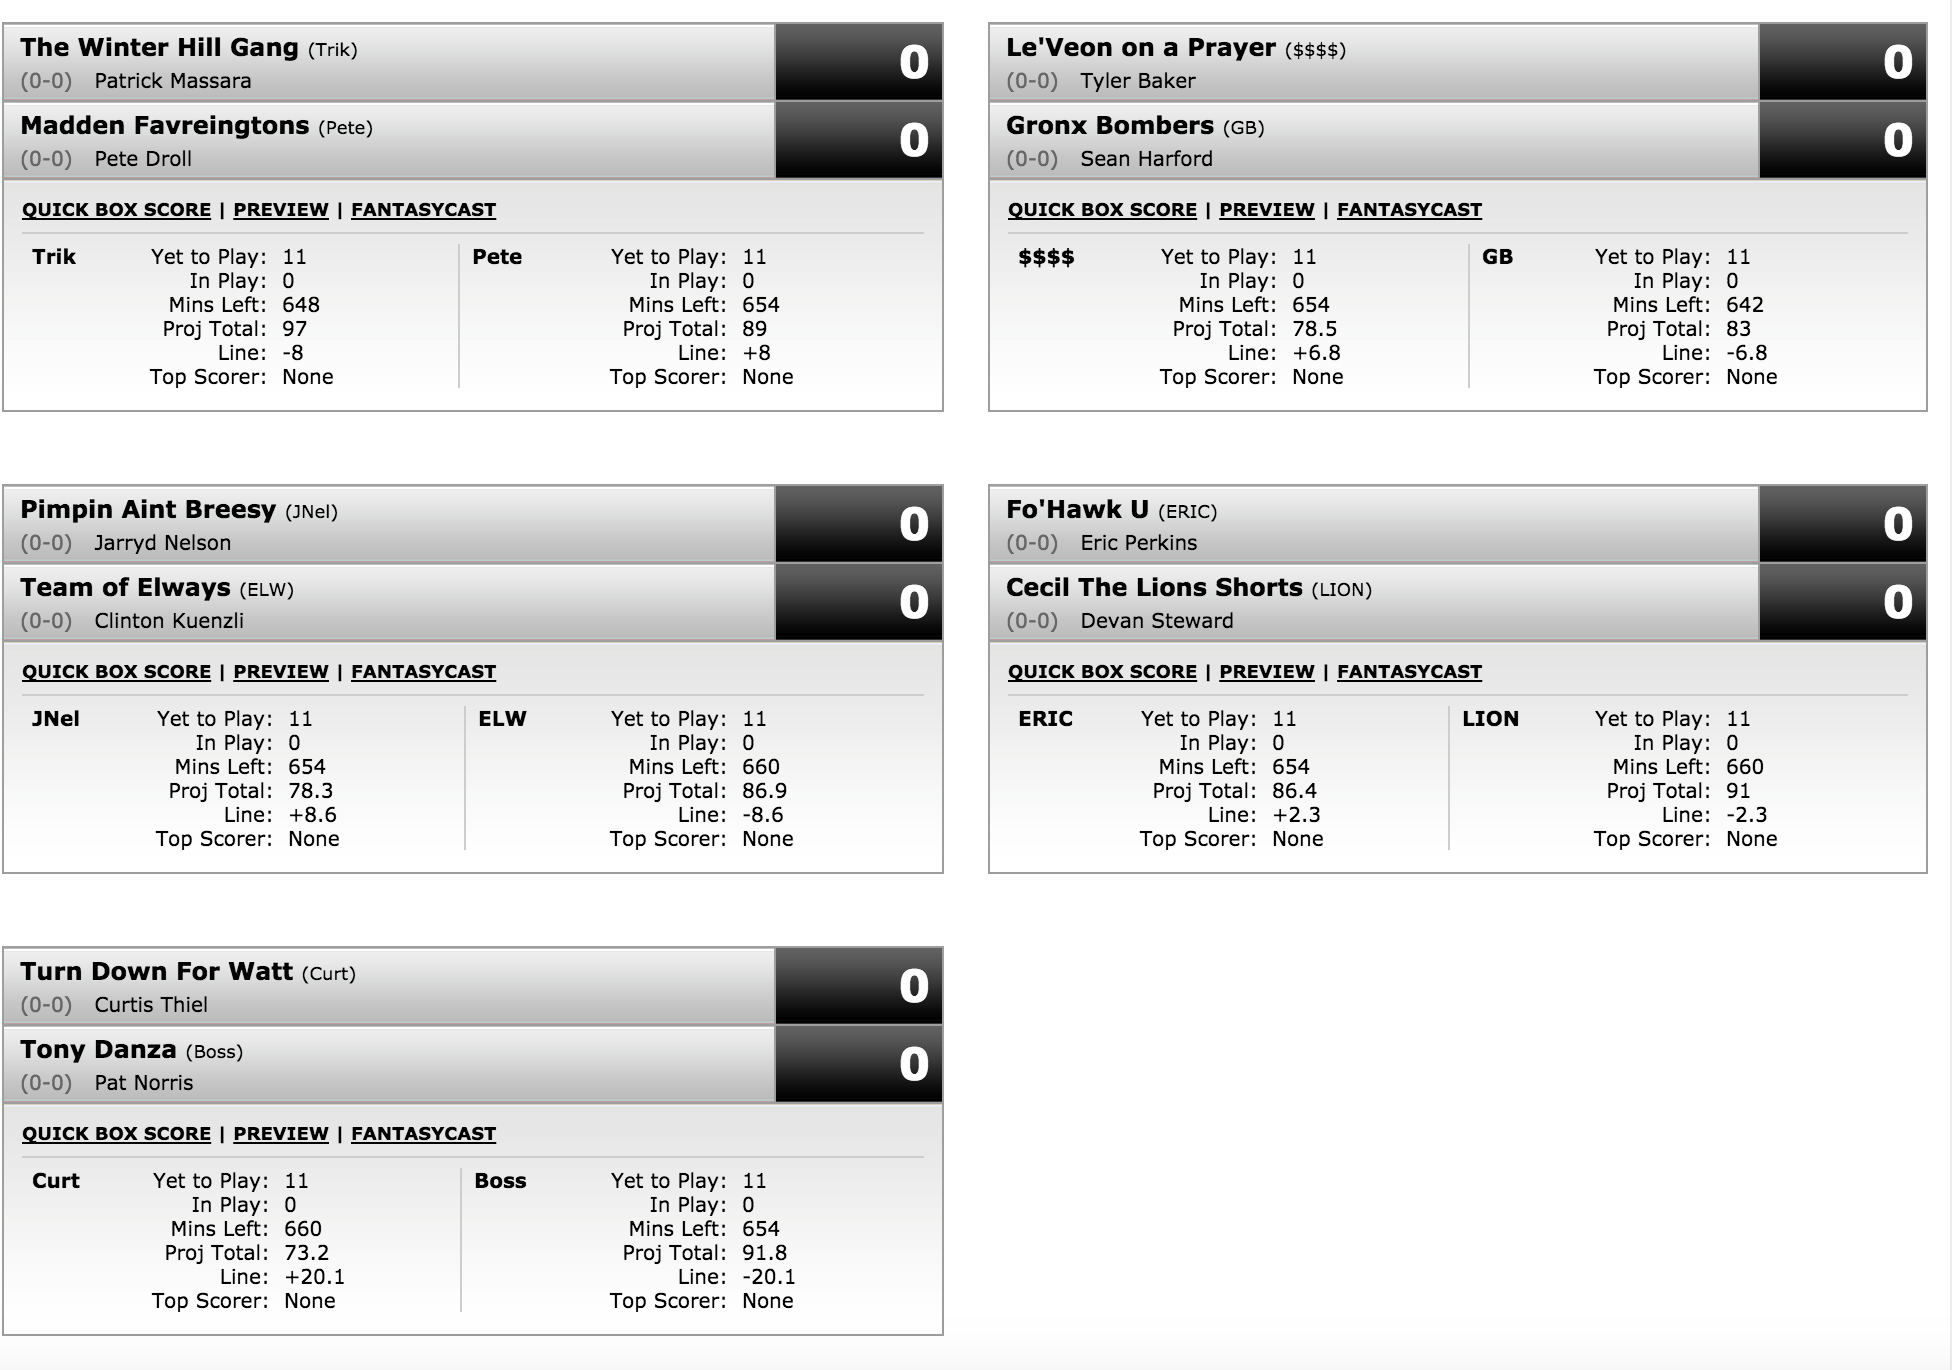 The Winter Hill Gang (Trik)
0
(0-0) Patrick Massara
Madden Favreingtons (Pete)
0
(0-0) Pete Droll
QUICK BOX SCORE | PREVIEW | FANTASYCAST
Trik
Yet to Play: 11
In Play: 0
Mins Left: 648
Proj Total: 97
Line: -8
Top Scorer: None
Pete
Yet to Play: 11
In Play: 0
Mins Left: 654
Proj Total: 89
Line: +8
Top Scorer: None
Le'Veon on a Prayer ($$$$)
0
(0-0) Tyler Baker
Gronx Bombers (GB)
0
(0-0) Sean Harford
QUICK BOX SCORE | PREVIEW | FANTASYCAST
$$$$
Yet to Play: 11
In Play: 0
Mins Left: 654
Proj Total: 78.5
Line: +6.8
Top Scorer: None
GB
Yet to Play: 11
In Play: 0
Mins Left: 642
Proj Total: 83
Line: -6.8
Top Scorer: None
Pimpin Aint Breesy (JNel)
0
(0-0) Jarryd Nelson
Team of Elways (ELW)
0
(0-0) Clinton Kuenzli
QUICK BOX SCORE | PREVIEW | FANTASYCAST
JNel
Yet to Play: 11
In Play: 0
Mins Left: 654
Proj Total: 78.3
Line: +8.6
Top Scorer: None
ELW
Yet to Play: 11
In Play: 0
Mins Left: 660
Proj Total: 86.9
Line: -8.6
Top Scorer: None
Fo'Hawk U (ERIC)
0
(0-0) Eric Perkins
Cecil The Lions Shorts (LION)
0
(0-0) Devan Steward
QUICK BOX SCORE | PREVIEW | FANTASYCAST
ERIC
Yet to Play: 11
In Play: 0
Mins Left: 654
Proj Total: 86.4
Line: +2.3
Top Scorer: None
LION
Yet to Play: 11
In Play: 0
Mins Left: 660
Proj Total: 91
Line: -2.3
Top Scorer: None
Turn Down For Watt (Curt)
0
(0-0) Curtis Thiel
Tony Danza (Boss)
0
(0-0) Pat Norris
QUICK BOX SCORE | PREVIEW | FANTASYCAST
Curt
Yet to Play: 11
In Play: 0
Mins Left: 660
Proj Total: 73.2
Line: +20.1
Top Scorer: None
Boss
Yet to Play: 11
In Play: 0
Mins Left: 654
Proj Total: 91.8
Line: -20.1
Top Scorer: None